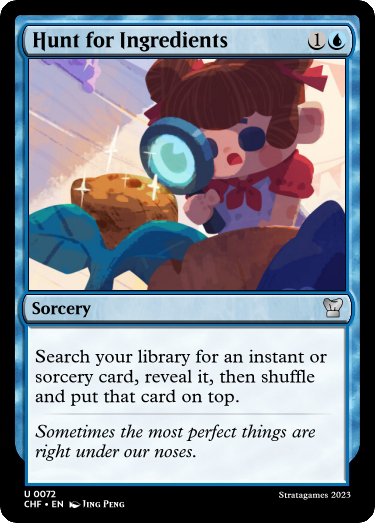 Hunt for Ingredients 1
Sorcery
Search your library for an instant or
sorcery card, reveal it, then shuffle
and put that card on top.
Sometimes the most perfect things are
right under our noses.
U 0072
CHF • EN Jing Peng
Stratagames 2023